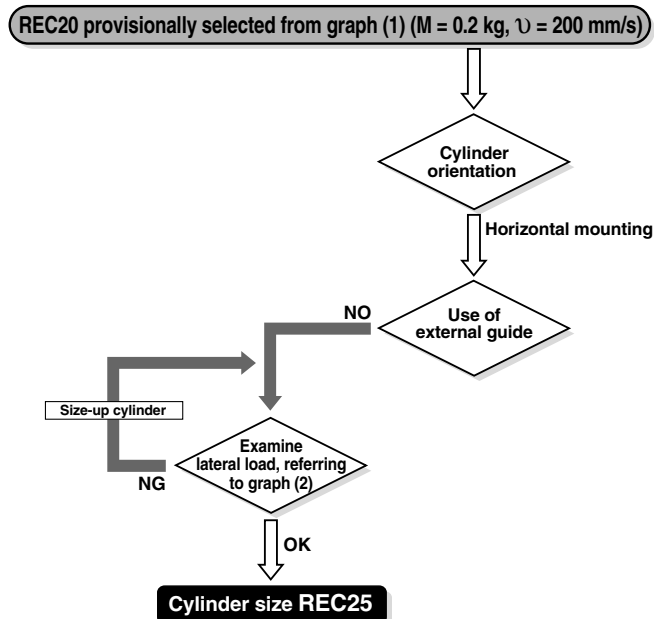 REC20 provisionally selected from graph (1) (M = 0.2 kg, υ = 200 mm/s)
Cylinder
orientation
Horizontal mounting
Use of
external guide
NO
Size-up cylinder
Examine
lateral load, referring
to graph (2)
NG
OK
Cylinder size REC25